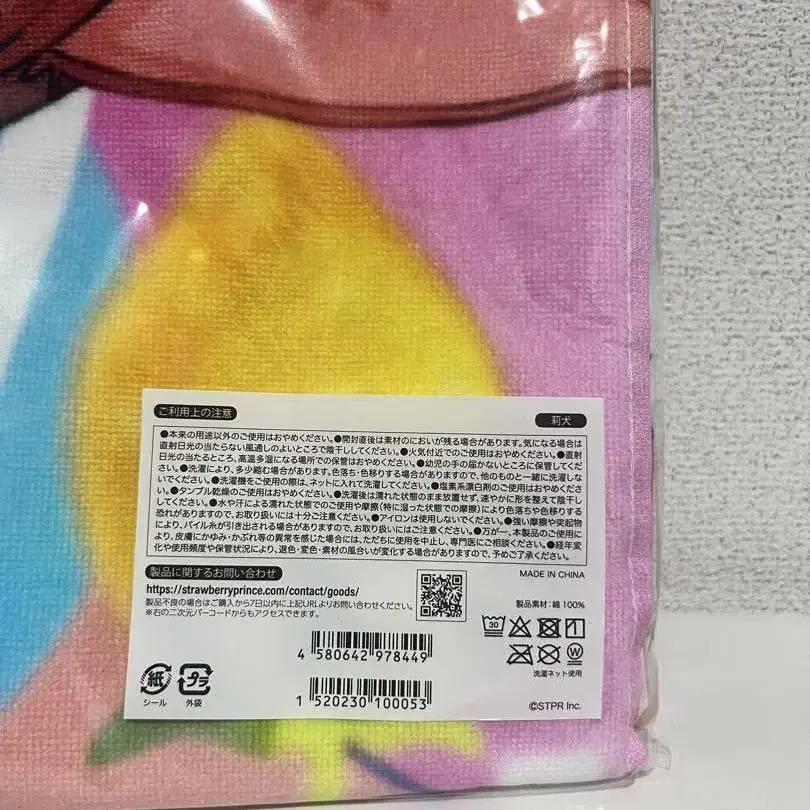 ご利用上の注意
莉犬
●本来の用途以外のご使用はおやめください。●開封直後は素材のにおいが残る場合があります。気になる場合は
直射日光の当たらない風通しのよいところで陰干ししてください。●火気付近でのご使用はおやめください。●直射
日光の当たるところ、高温多湿になる場所での保管はおやめください。●幼児の手の届かないところに保管してくだ
さい。●洗濯により、多少縮む場合があります。色落ち・色移りする場合がありますので、他のものと一緒に洗濯しな
いでください。●洗濯機をご使用の際は、ネットに入れて洗濯してください。●塩素系漂白剤のご使用はおやめくださ
い。●タンブル乾燥のご使用はおやめください。●洗濯後は濡れた状態のまま放置せず、速やかに形を整えて陰干し
してください。●水や汗による濡れた状態でのご使用や摩擦(特に湿った状態での摩擦)により色落ちや色移りする
恐れがありますので、お取り扱いには十分ご注意ください。●アイロンは使用しないでください。●強い摩擦や突起物
により、パイル糸が引き出される場合がありますので、お取り扱いにはご注意ください。●万が一、本製品のご使用に
より、皮膚にかゆみ・かぶれ等の異常を感じた場合には、ただちに使用を中止し、専門医にご相談ください。●経年変
化や使用頻度や保管状況により、退色・変色・素材の風合いが変化する場合がありますので、予めご了承ください。
製品に関するお問い合わせ
https://strawberryprince.com/contact/goods/
製品不良の場合はご購入から7日以内に上記URLよりお問い合わせください。
※右の二次元バーコードからもアクセスできます。
MADE IN CHINA
製品素材：綿 100%
30
W
洗濯ネット使用
4 580642 978449
紙
シール
プラ
外袋
1 520230 100053
©STPR Inc.